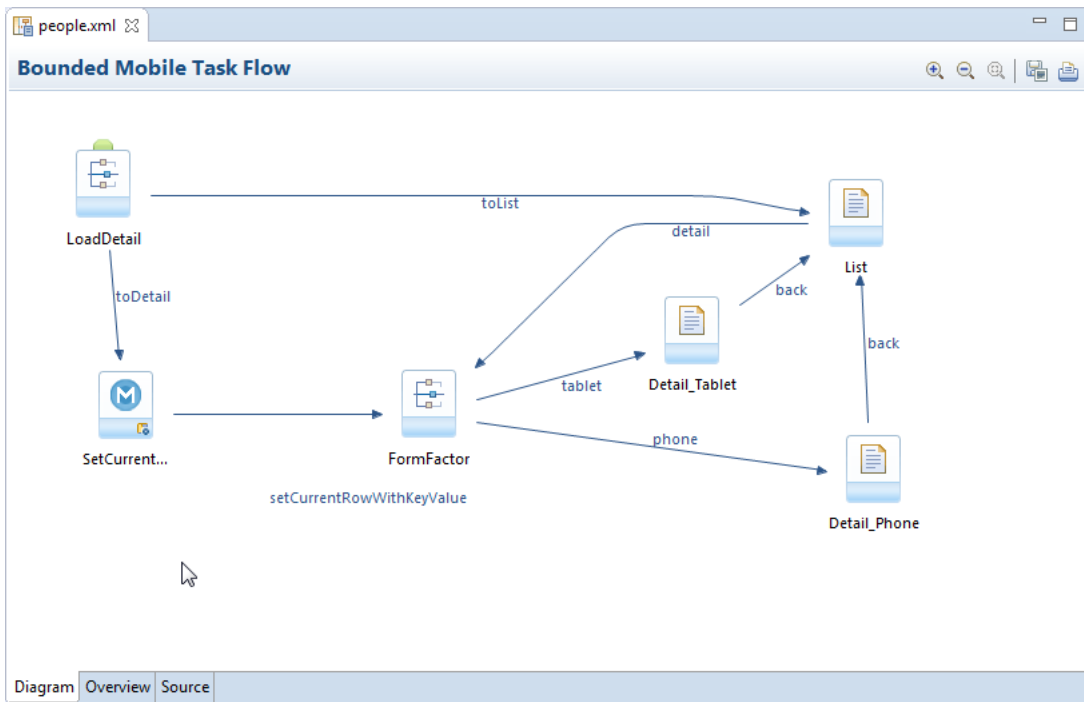 people.xml
Bounded Mobile Task Flow
LoadDetail
toList
detail
List
toDetail
back
back
tablet
Detail_Tablet
phone
SetCurrent...
FormFactor
setCurrentRowWithKeyValue
Detail_Phone
Diagram Overview Source